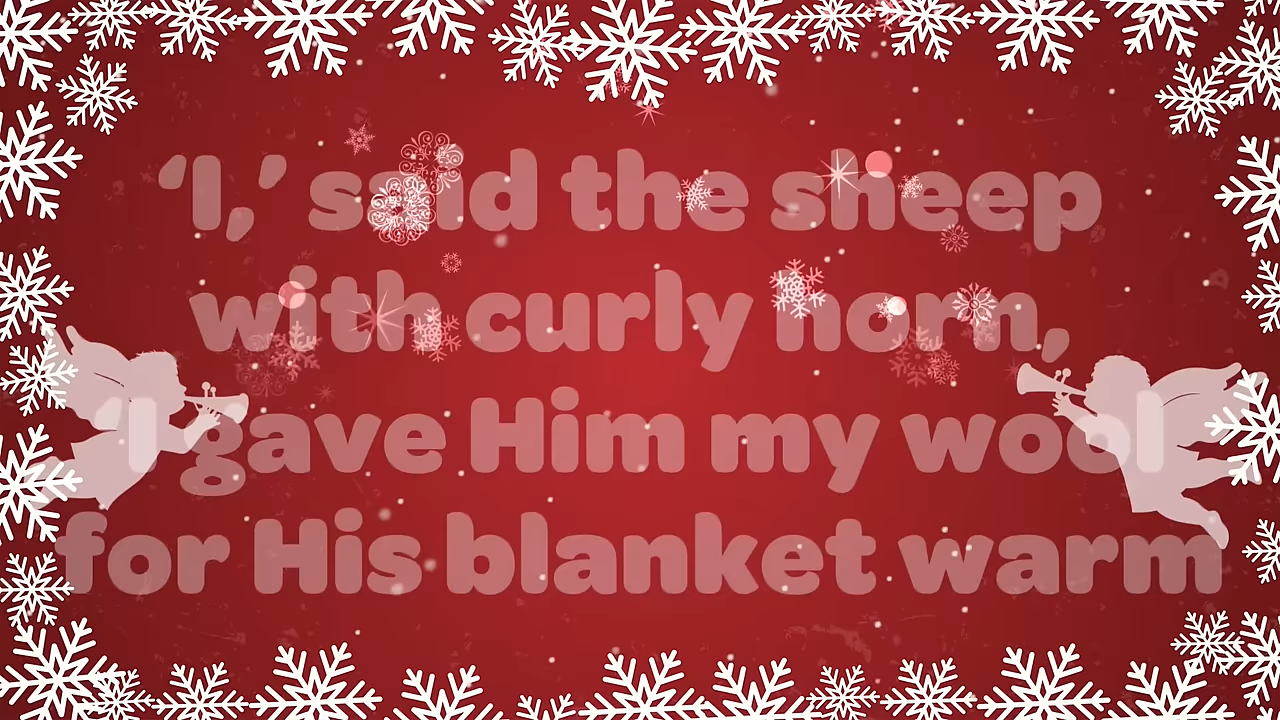 ‘I,’ said the sheep
with curly horn,
‘I gave Him my wool
for His blanket warm